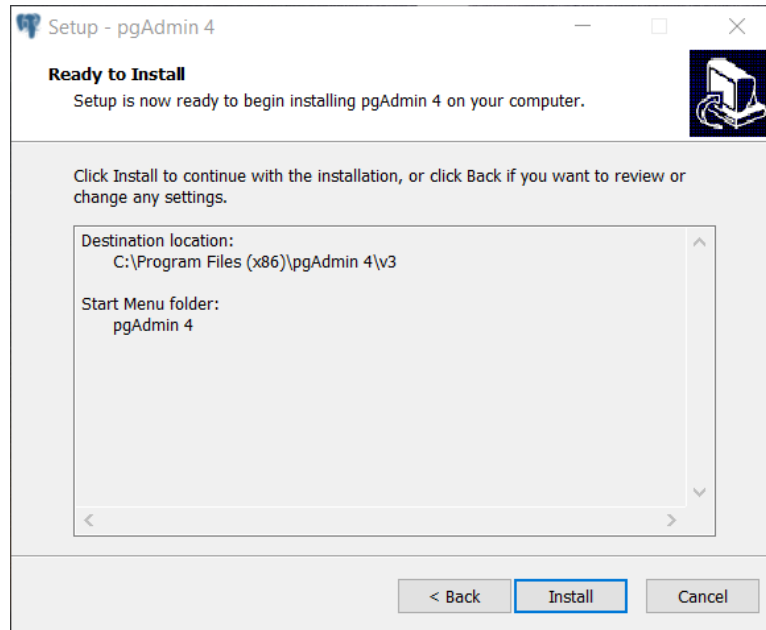 Setup - pgAdmin 4
Ready to Install
Setup is now ready to begin installing pgAdmin 4 on your computer.
Click Install to continue with the installation, or click Back if you want to review or
change any settings.
Destination location:
C:\Program Files (x86)\pgAdmin 4\v3
Start Menu folder:
pgAdmin 4
< Back
Install
Cancel